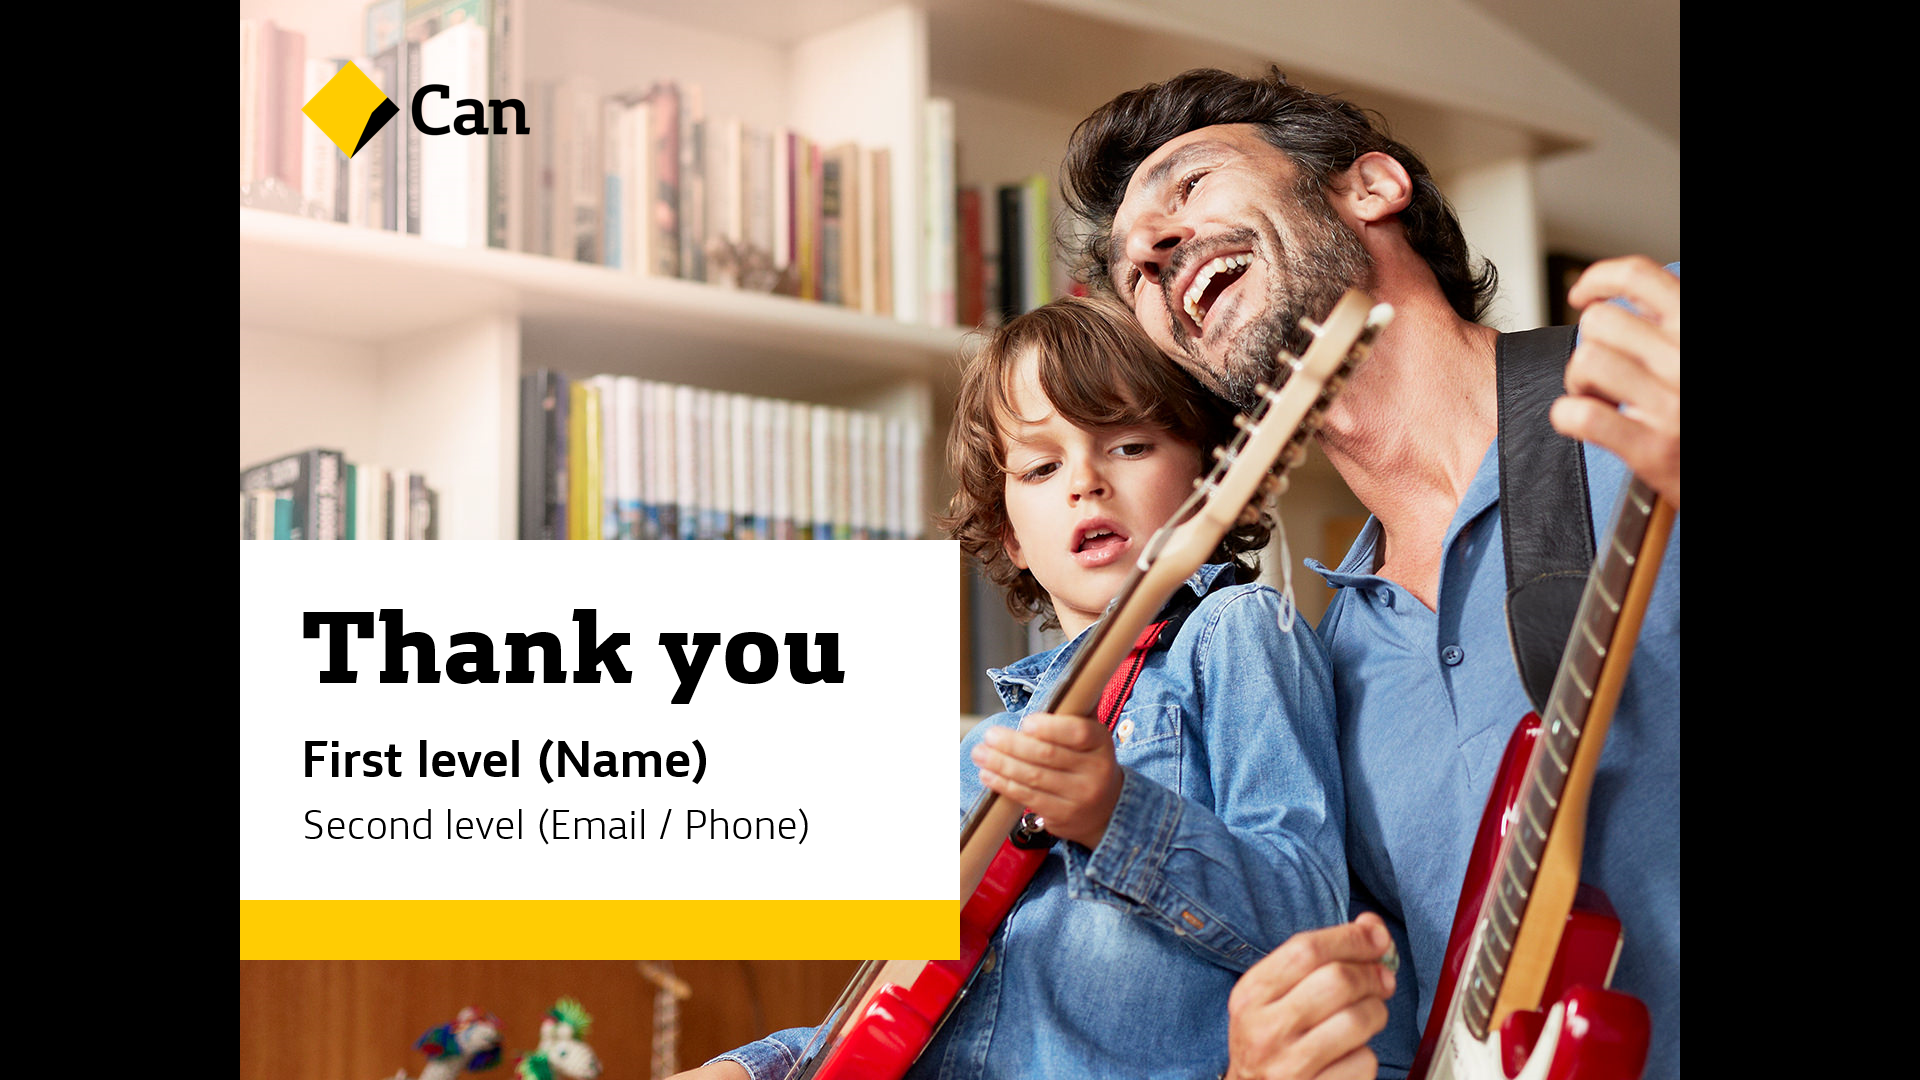 Can
Thank you
First level (Name)
Second level (Email / Phone)